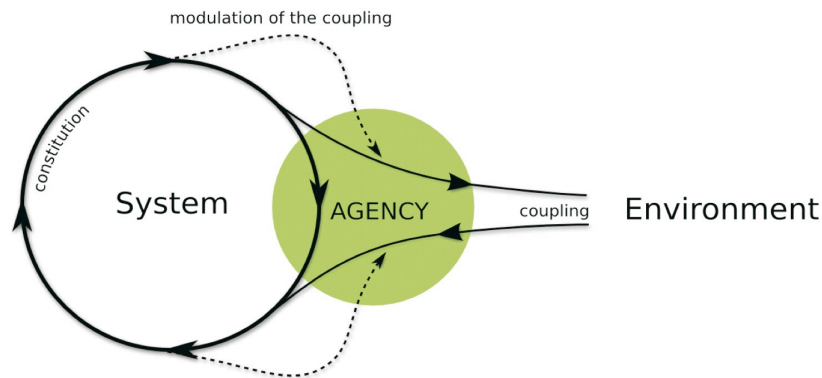 modulation of the coupling
constitution
System
AGENCY
coupling
Environment